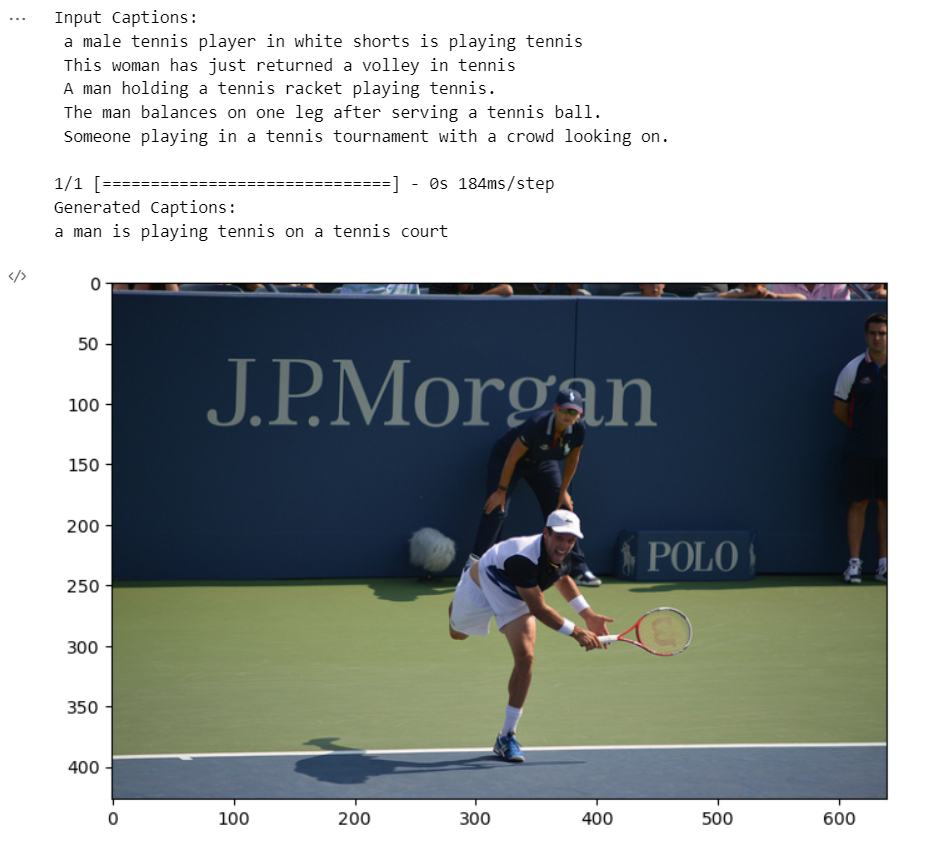 ... Input Captions:
a male tennis player in white shorts is playing tennis
This woman has just returned a volley in tennis
A man holding a tennis racket playing tennis.
The man balances on one leg after serving a tennis ball.
Someone playing in a tennis tournament with a crowd looking on.
1/1 [==============================] - 0s 184ms/step
Generated Captions:
a man is playing tennis on a tennis court
</>
0
50
100
150
200
250
300
350
400
J.P.Morgan
POLO
W
0 100 200 300 400 500 600